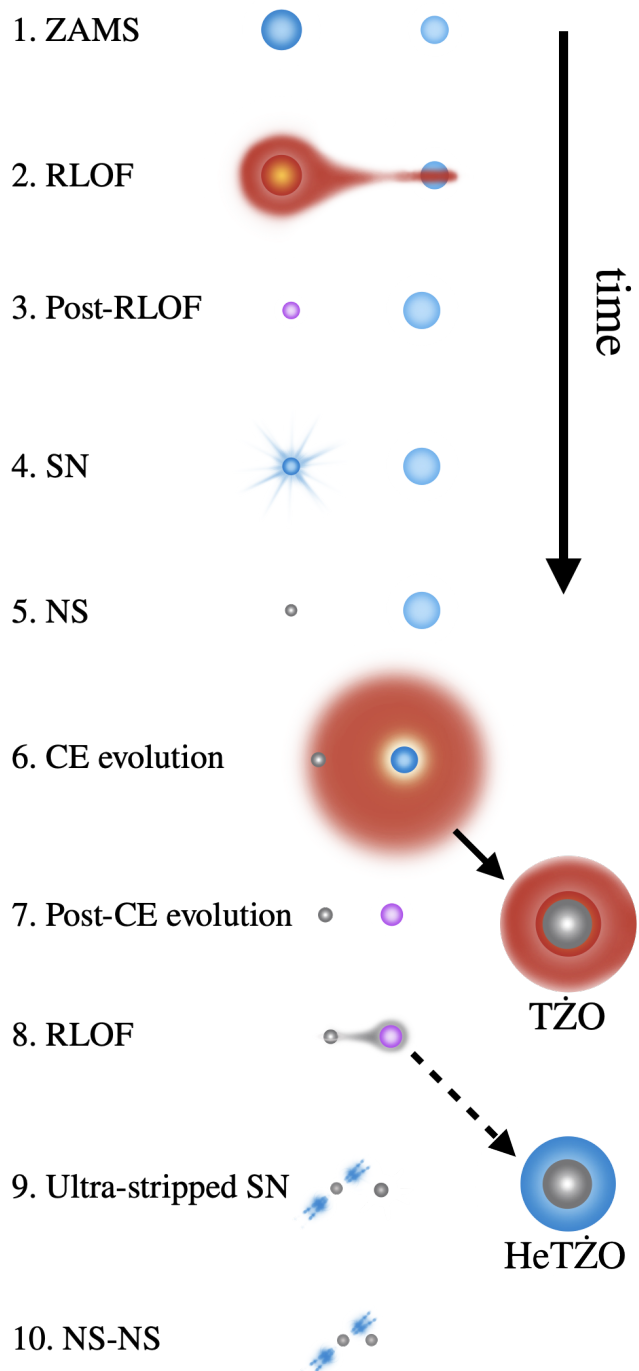 1. ZAMS
2. RLOF
time
3. Post-RLOF
4. SN
5. NS
6. CE evolution
7. Post-CE evolution
TŻO
8. RLOF
9. Ultra-stripped SN
HeTŻO
10. NS-NS